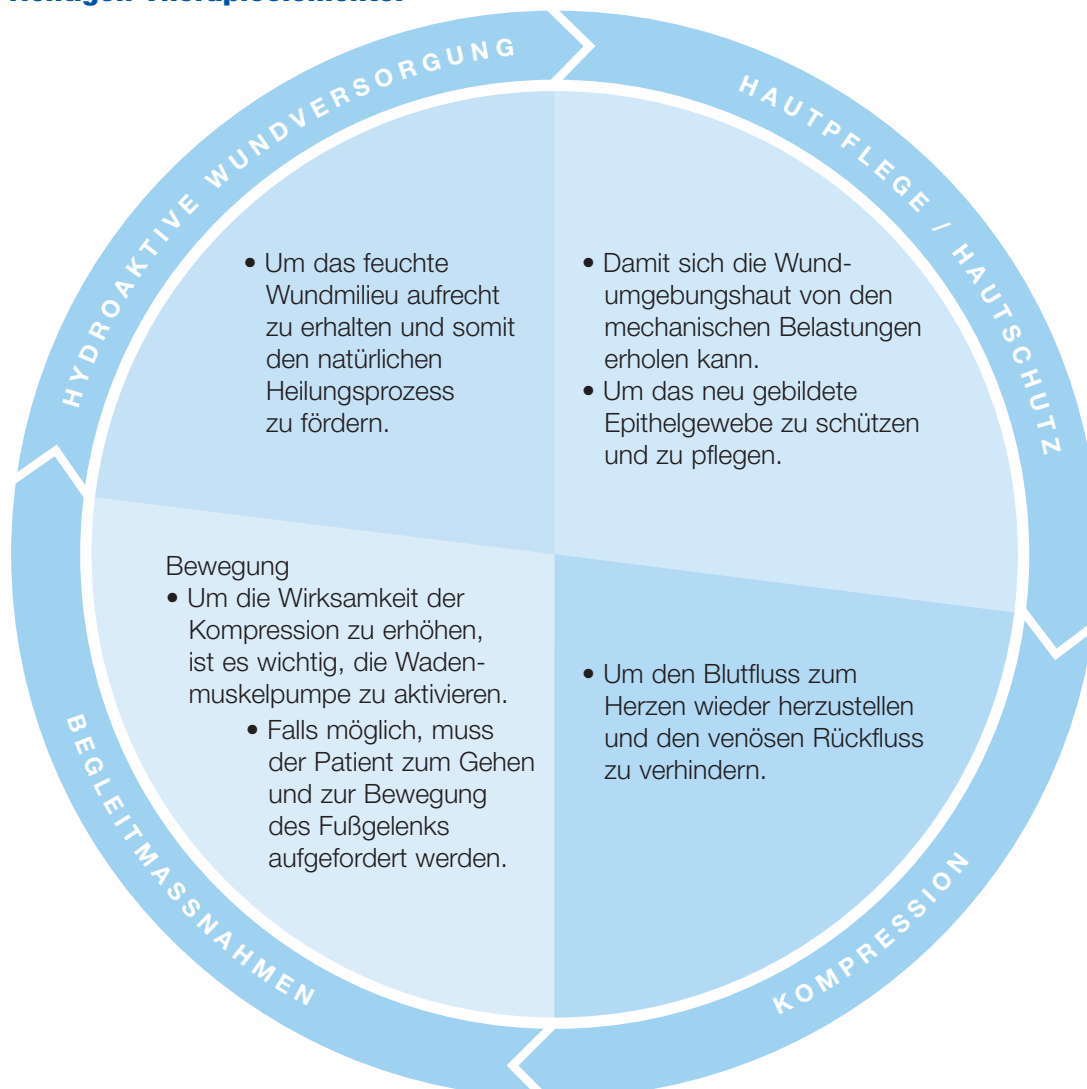 HYDROAKTIVE WUNDVERSORGUNG
• Um das feuchte
Wundmilieu aufrecht
zu erhalten und somit
den natürlichen
Heilungsprozess
zu fördern.
HAUTPFLEGE / HAUTSCHUTZ
• Damit sich die Wund-
umgebungshaut von den
mechanischen Belastungen
erholen kann.
• Um das neu gebildete
Epithelgewebe zu schützen
und zu pflegen.
KOMPRESSION
• Um den Blutfluss zum
Herzen wieder herzustellen
und den venösen Rückfluss
zu verhindern.
BEGLEITMASSNAHMEN
Bewegung
• Um die Wirksamkeit der
Kompression zu erhöhen,
ist es wichtig, die Waden-
muskelpumpe zu aktivieren.
• Falls möglich, muss
der Patient zum Gehen
und zur Bewegung
des Fußgelenks
aufgefordert werden.